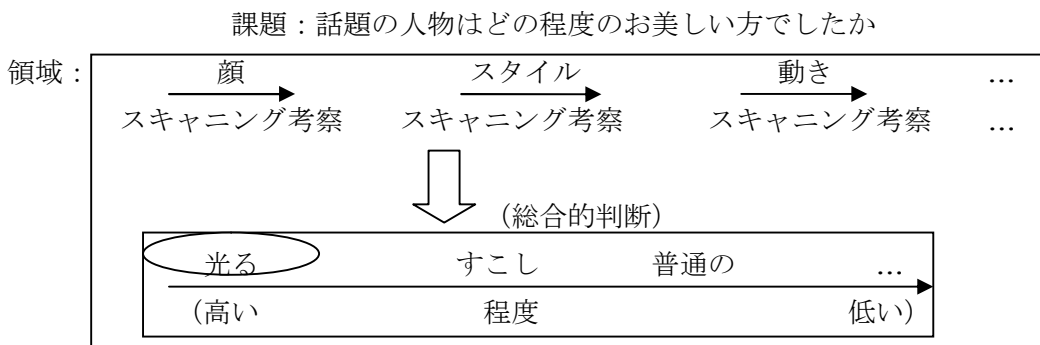 課題：話題の人物はどの程度のお美しい方でしたか
領域： 顔 スタイル 動き …
スキャニング考察 スキャニング考察 スキャニング考察 …
（総合的判断）
光る すこし 普通の …
（高い 程度 低い）